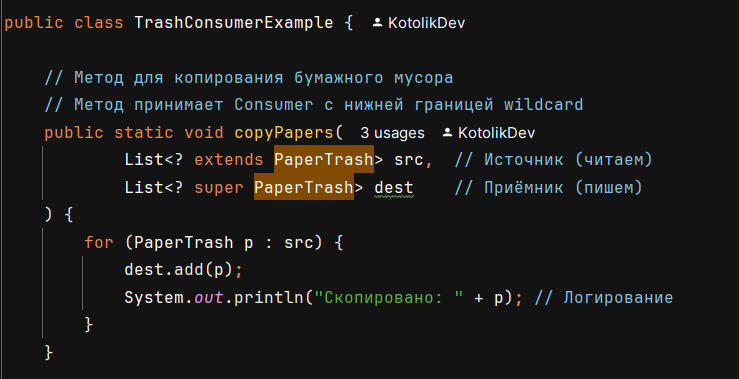 public class TrashConsumerExample { KotolikDev
// Метод для копирования бумажного мусора
// Метод принимает Consumer с нижней границей wildcard
public static void copyPapers( 3 usages KotolikDev
List<? extends PaperTrash> src, // Источник (читаем)
List<? super PaperTrash> dest // Приёмник (пишем)
) {
for (PaperTrash p : src) {
dest.add(p);
System.out.println("Скопировано: " + p); // Логирование
}
}